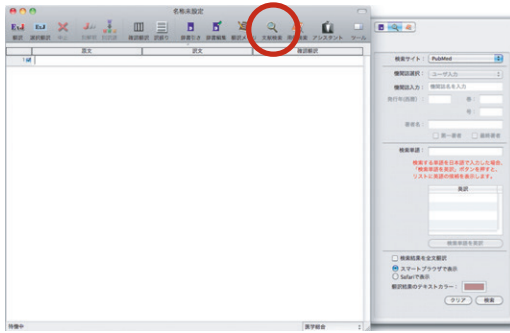 名称未設定
翻訳 選択翻訳 中止 対訳 確認翻訳 訳振り 辞書引き 辞書編集 翻訳メモリ 文献検索 アシスタント ツール
原文 訳文 確認翻訳
1
待機中 医学総合
検索サイト： PubMed
機関誌選択： ユーザ入力
機関誌入力： 機関誌名を入力
発行年(西暦)： 巻：
号：
著者名：
第一著者 最終著者
検索単語：
検索する単語を日本語で入力した場合、
「検索単語を英訳」ボタンを押すと、
リストに英語の候補を表示します。
英訳
検索単語を英訳
検索結果を全文翻訳
スマートブラウザで表示
Safariで表示
翻訳結果のテキストカラー：
クリア 検索